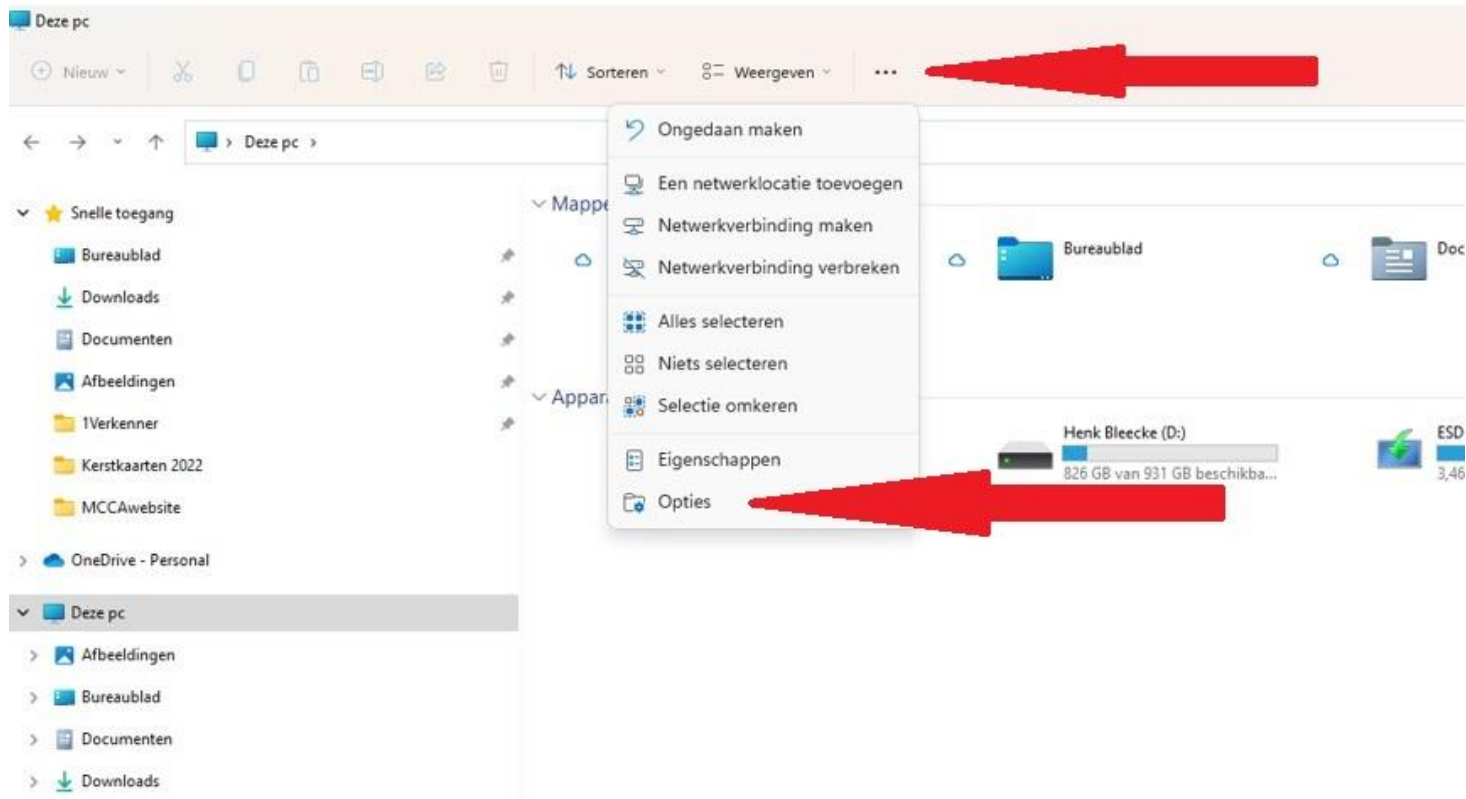 Deze pc
Nieuw
Sorteren
Weergeven
Deze pc
Ongedaan maken
Een netwerklocatie toevoegen
Netwerkverbinding maken
Netwerkverbinding verbreken
Alles selecteren
Niets selecteren
Selectie omkeren
Eigenschappen
Opties
Snelle toegang
Bureaublad
Downloads
Documenten
Afbeeldingen
1Verkenner
Kerstkaarten 2022
MCCAwebsite
OneDrive - Personal
Deze pc
Afbeeldingen
Bureaublad
Documenten
Downloads
Mappe
Bureaublad
Doc
Appar
Henk Bleecke (D:)
826 GB van 931 GB beschikba...
ESD
3,46